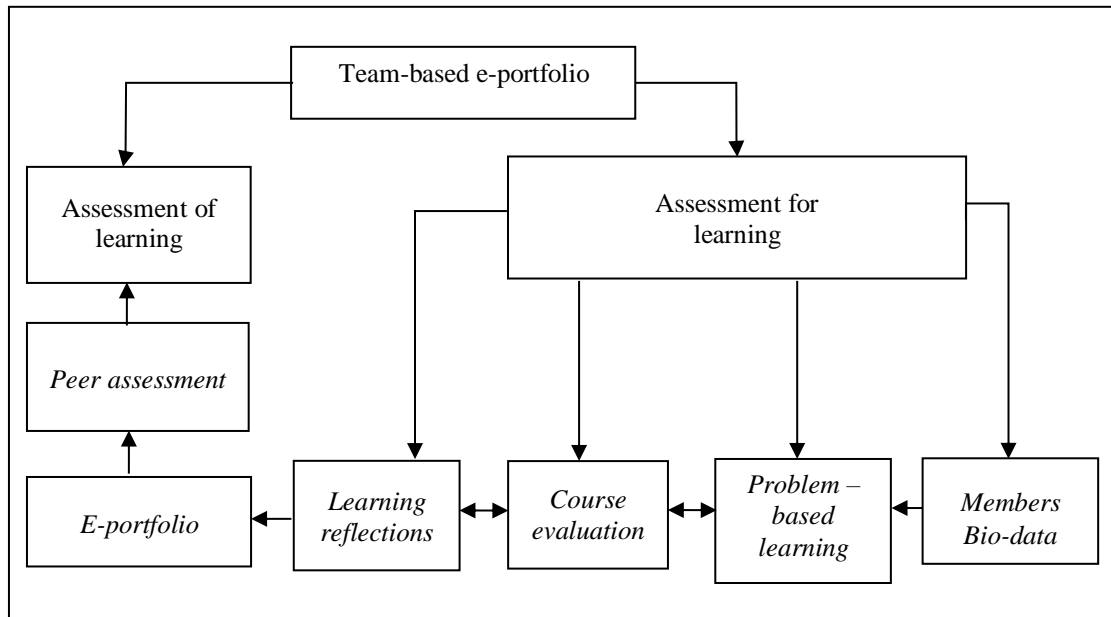 Team-based e-portfolio
Assessment of
learning
Assessment for
learning
Peer assessment
E-portfolio
Learning
reflections
Course
evaluation
Problem –
based
learning
Members
Bio-data